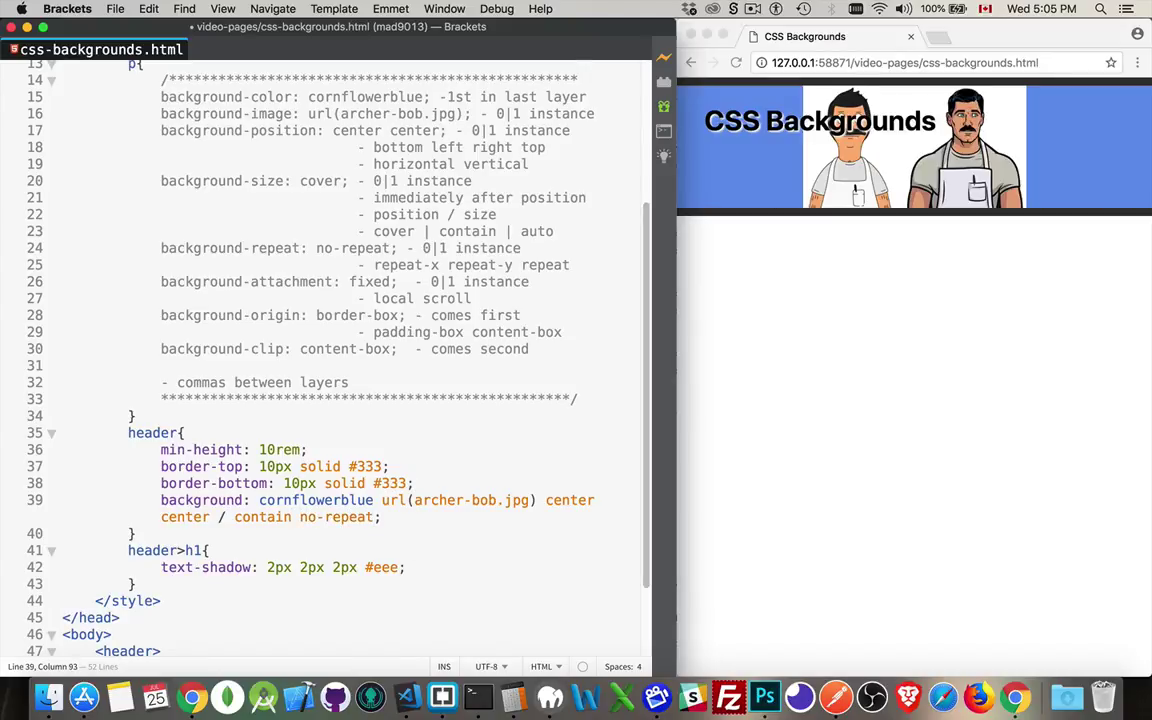 Brackets File Edit Find View Navigate Template Emmet Window Debug Help 100% Wed 5:05 PM
• video-pages/css-backgrounds.html (mad9013) — Brackets
css-backgrounds.html
13 p{
14 /**************************************************
15 background-color: cornflowerblue; -1st in last layer
16 background-image: url(archer-bob.jpg); - 0|1 instance
17 background-position: center center; - 0|1 instance
18 - bottom left right top
19 - horizontal vertical
20 background-size: cover; - 0|1 instance
21 - immediately after position
22 - position / size
23 - cover | contain | auto
24 background-repeat: no-repeat; - 0|1 instance
25 - repeat-x repeat-y repeat
26 background-attachment: fixed;  - 0|1 instance
27 - local scroll
28 background-origin: border-box; - comes first
29 - padding-box content-box
30 background-clip: content-box;  - comes second
31
32 - commas between layers
33 **************************************************/
34 }
35 header{
36 min-height: 10rem;
37 border-top: 10px solid #333;
38 border-bottom: 10px solid #333;
39 background: cornflowerblue url(archer-bob.jpg) center
center / contain no-repeat;
40 }
41 header>h1{
42 text-shadow: 2px 2px 2px #eee;
43 }
44 </style>
45 </head>
46 <body>
47 <header>
Line 39, Column 93 — 52 Lines INS UTF-8 HTML Spaces: 4
CSS Backgrounds
127.0.0.1:58871/video-pages/css-backgrounds.html
CSS Backgrounds
JUL
25